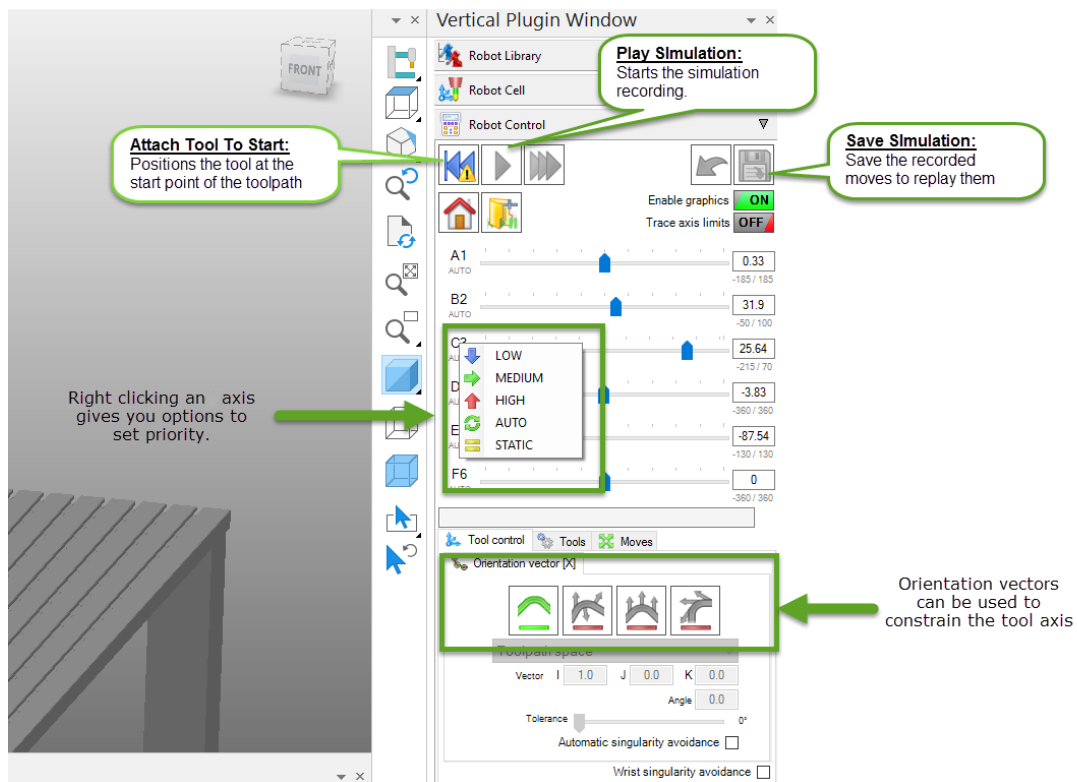 Vertical Plugin Window
FRONT
Robot Library
Robot Cell
Robot Control
Play SImulation:
Starts the simulation
recording.
Attach Tool To Start:
Positions the tool at the
start point of the toolpath
Save SImulation:
Save the recorded
moves to replay them
Enable graphics ON
Trace axis limits OFF
A1
AUTO
0.33
-185 / 185
B2
AUTO
31.9
-50 / 100
C3
25.64
-215 / 70
D
-3.83
-360 / 360
E
-87.54
-130 / 130
F6
AUTO
0
-360 / 360
LOW
MEDIUM
HIGH
AUTO
STATIC
Right clicking an axis
gives you options to
set priority.
Tool control Tools Moves
Orientation vector [X]
Orientation vectors
can be used to
constrain the tool axis
Toolpath space
Vector I 1.0 J 0.0 K 0.0
Angle 0.0
Tolerance 0°
Automatic singularity avoidance
Wrist singularity avoidance